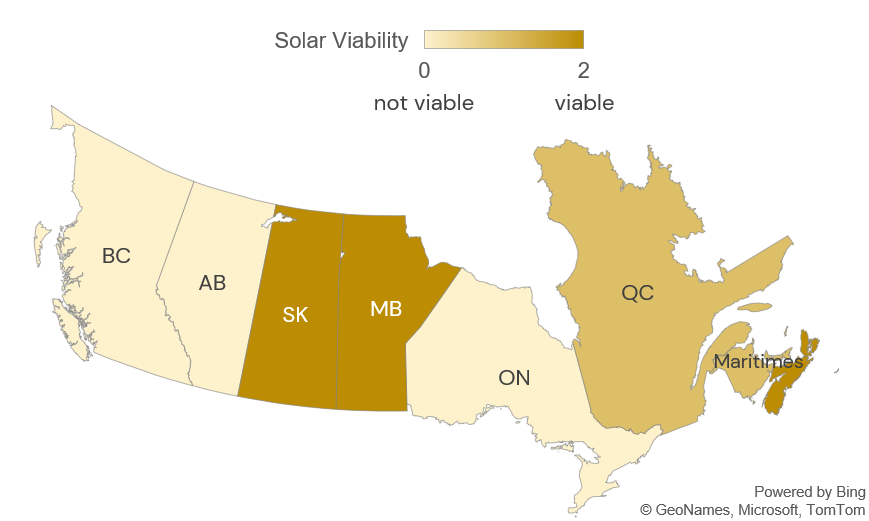 Solar Viability
0 2
not viable viable
BC
AB
SK
MB
QC
ON
Maritimes
Powered by Bing
© GeoNames, Microsoft, TomTom